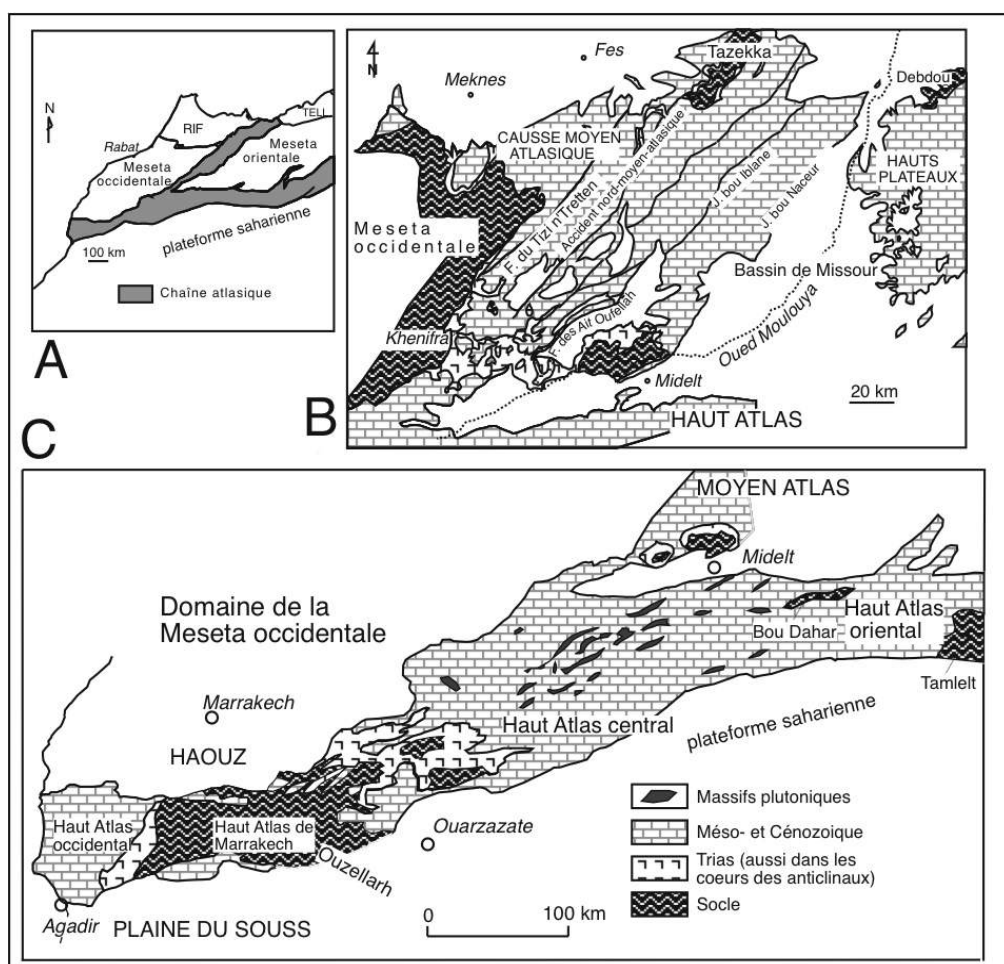 A
N
RIF
TELL
Rabat
Meseta
occidentale
Meseta
orientale
plateforme saharienne
100 km
Chaîne atlasique
B
N
Fes
Meknes
Tazekka
Debdou
CAUSSE MOYEN
ATLASIQUE
HAUTS
PLATEAUX
Meseta
occidentale
F. du Tizi n'Tretten
Accident nord-moyen-atlasique
J. bou Iblane
J. bou Naceur
Bassin de Missour
Oued Moulouya
Khenifra
F. des Ait Oufellah
Midelt
20 km
HAUT ATLAS
C
MOYEN ATLAS
Midelt
Domaine de la
Meseta occidentale
Haut Atlas
oriental
Bou Dahar
Tamlelt
Marrakech
HAOUZ
Haut Atlas central
plateforme saharienne
Haut Atlas
occidental
Haut Atlas de
Marrakech
Ouzellarh
Ouarzazate
Agadir
PLAINE DU SOUSS
0
100 km
Massifs plutoniques
Méso- et Cénozoique
Trias (aussi dans les
coeurs des anticlinaux)
Socle